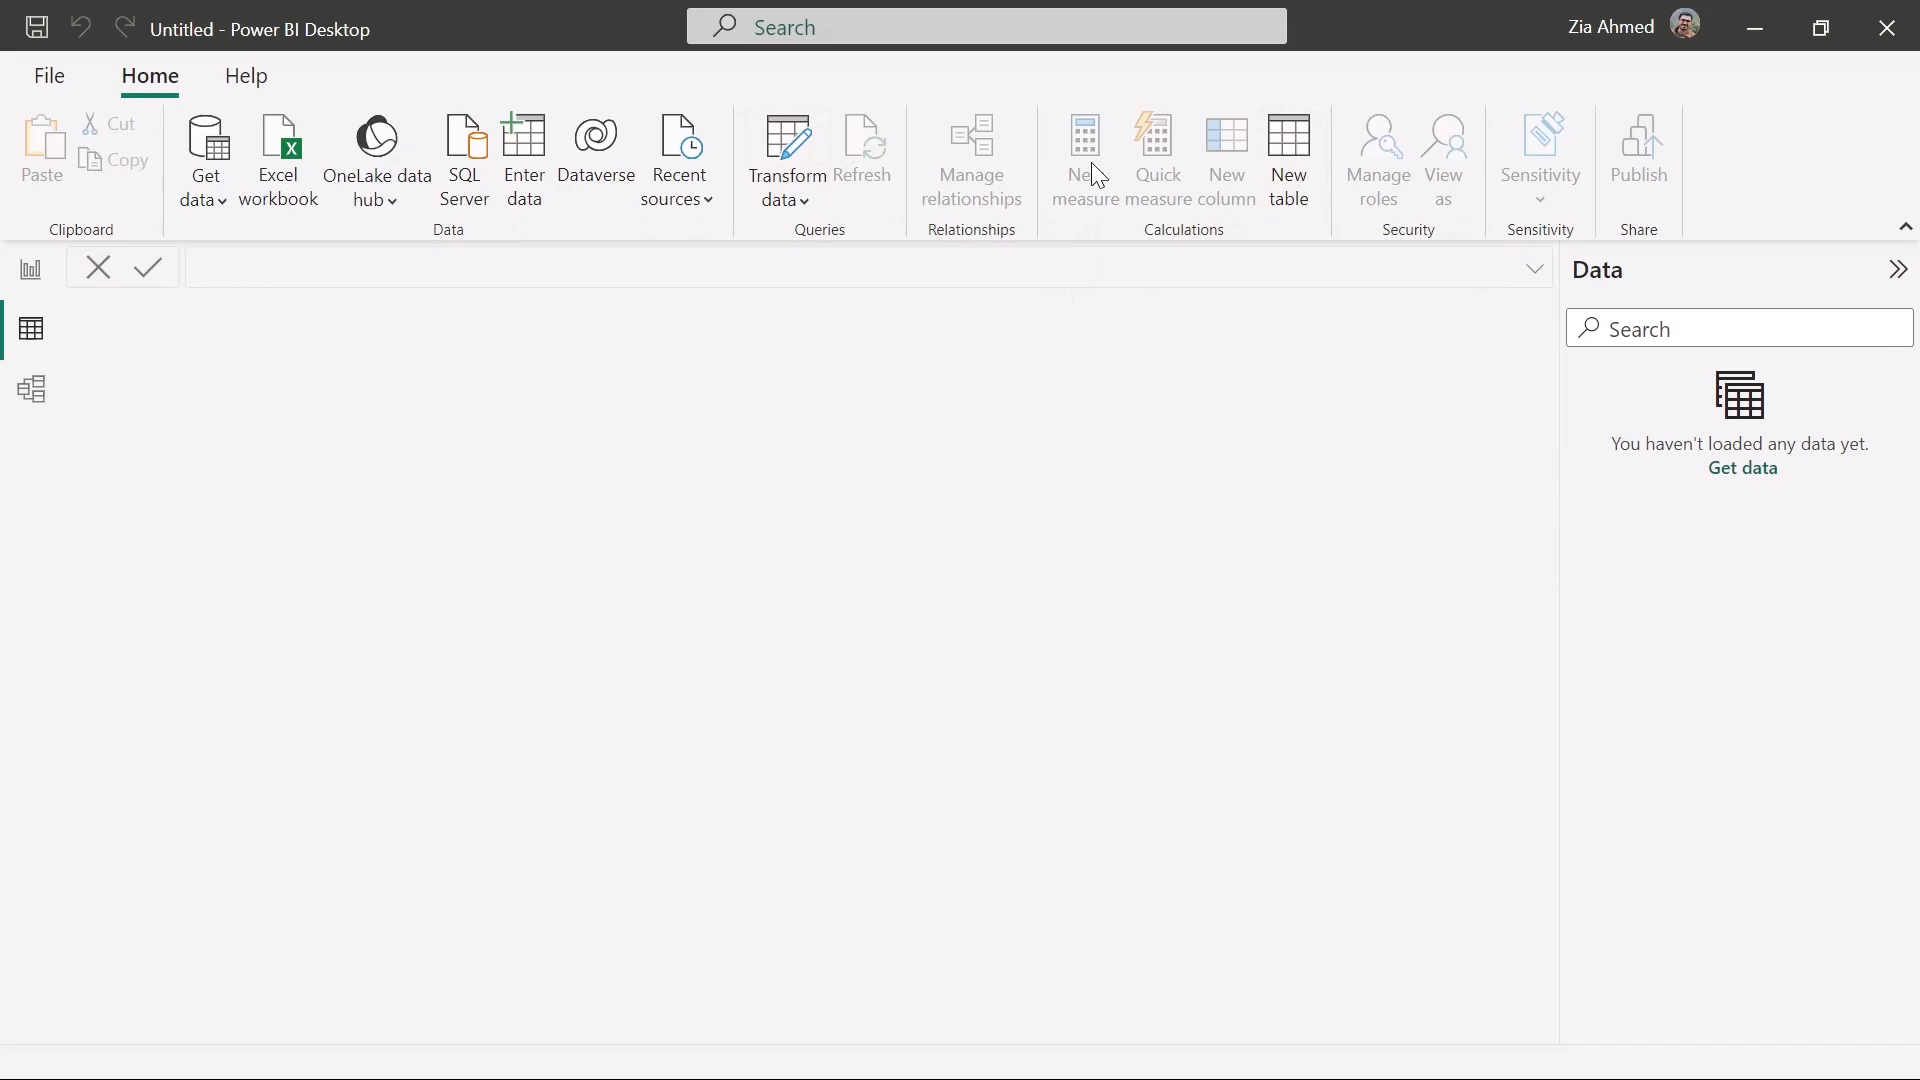 Untitled - Power BI Desktop
Search
Zia Ahmed
File
Home
Help
Paste
Cut
Copy
Clipboard
Get
data
Excel
workbook
OneLake data
hub
SQL
Server
Enter
data
Dataverse
Recent
sources
Data
Transform
data
Refresh
Queries
Manage
relationships
Relationships
New
measure
Quick
measure
New
column
New
table
Calculations
Manage
roles
View
as
Security
Sensitivity
Sensitivity
Publish
Share
Data
Search
You haven't loaded any data yet.
Get data